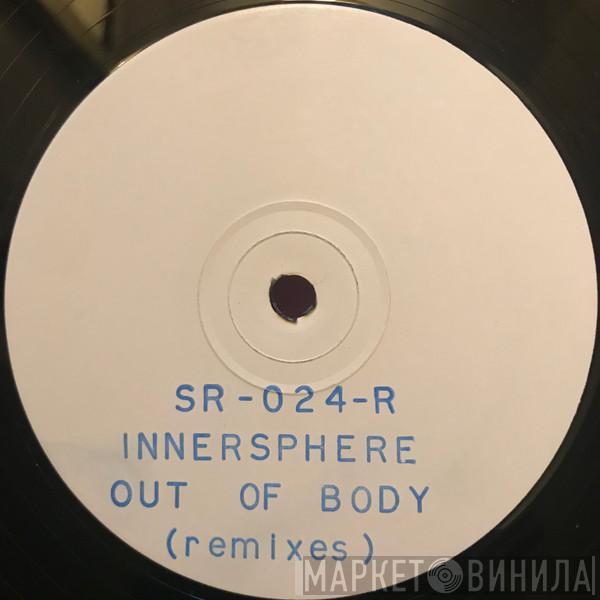 SR-024-R
INNERSPHERE
OUT OF BODY
(remixes)
МАРКЕТ ВИНИЛА